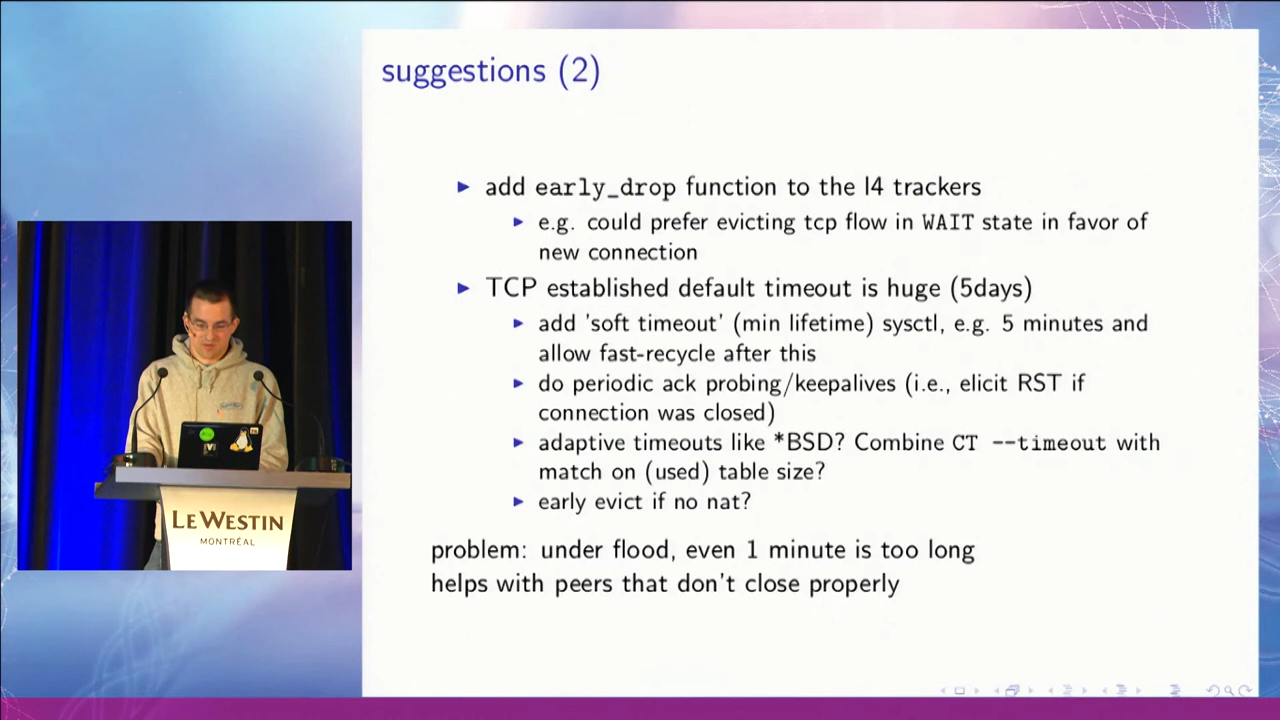 suggestions (2)
add early_drop function to the l4 trackers
e.g. could prefer evicting tcp flow in WAIT state in favor of
new connection
TCP established default timeout is huge (5days)
add 'soft timeout' (min lifetime) sysctl, e.g. 5 minutes and
allow fast-recycle after this
do periodic ack probing/keepalives (i.e., elicit RST if
connection was closed)
adaptive timeouts like *BSD? Combine CT --timeout with
match on (used) table size?
early evict if no nat?
problem: under flood, even 1 minute is too long
helps with peers that don't close properly
LE WESTIN
MONTRÉAL